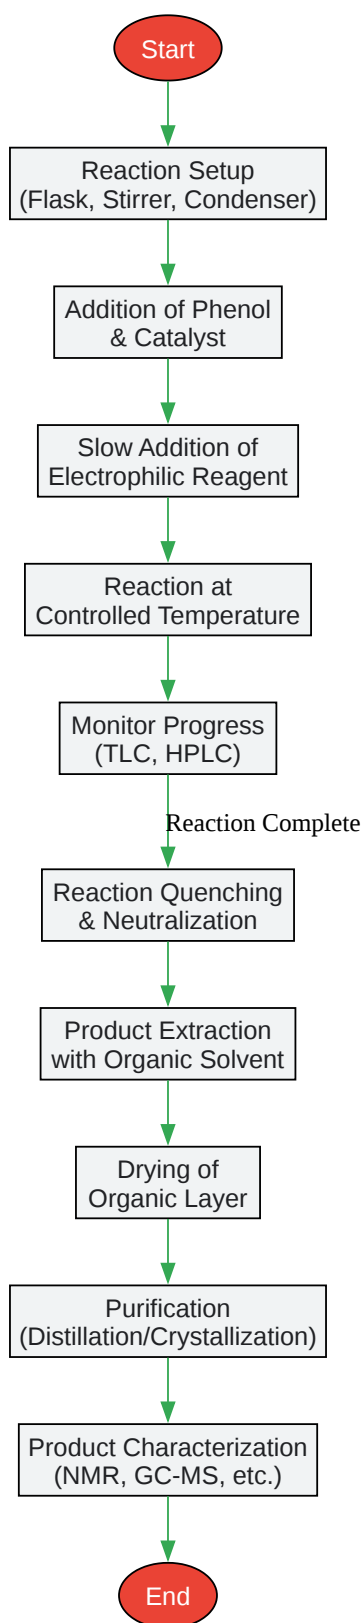 Start
Reaction Setup
(Flask, Stirrer, Condenser)
Addition of Phenol
& Catalyst
Slow Addition of
Electrophilic Reagent
Reaction at
Controlled Temperature
Monitor Progress
(TLC, HPLC)
Reaction Complete
Reaction Quenching
& Neutralization
Product Extraction
with Organic Solvent
Drying of
Organic Layer
Purification
(Distillation/Crystallization)
Product Characterization
(NMR, GC-MS, etc.)
End